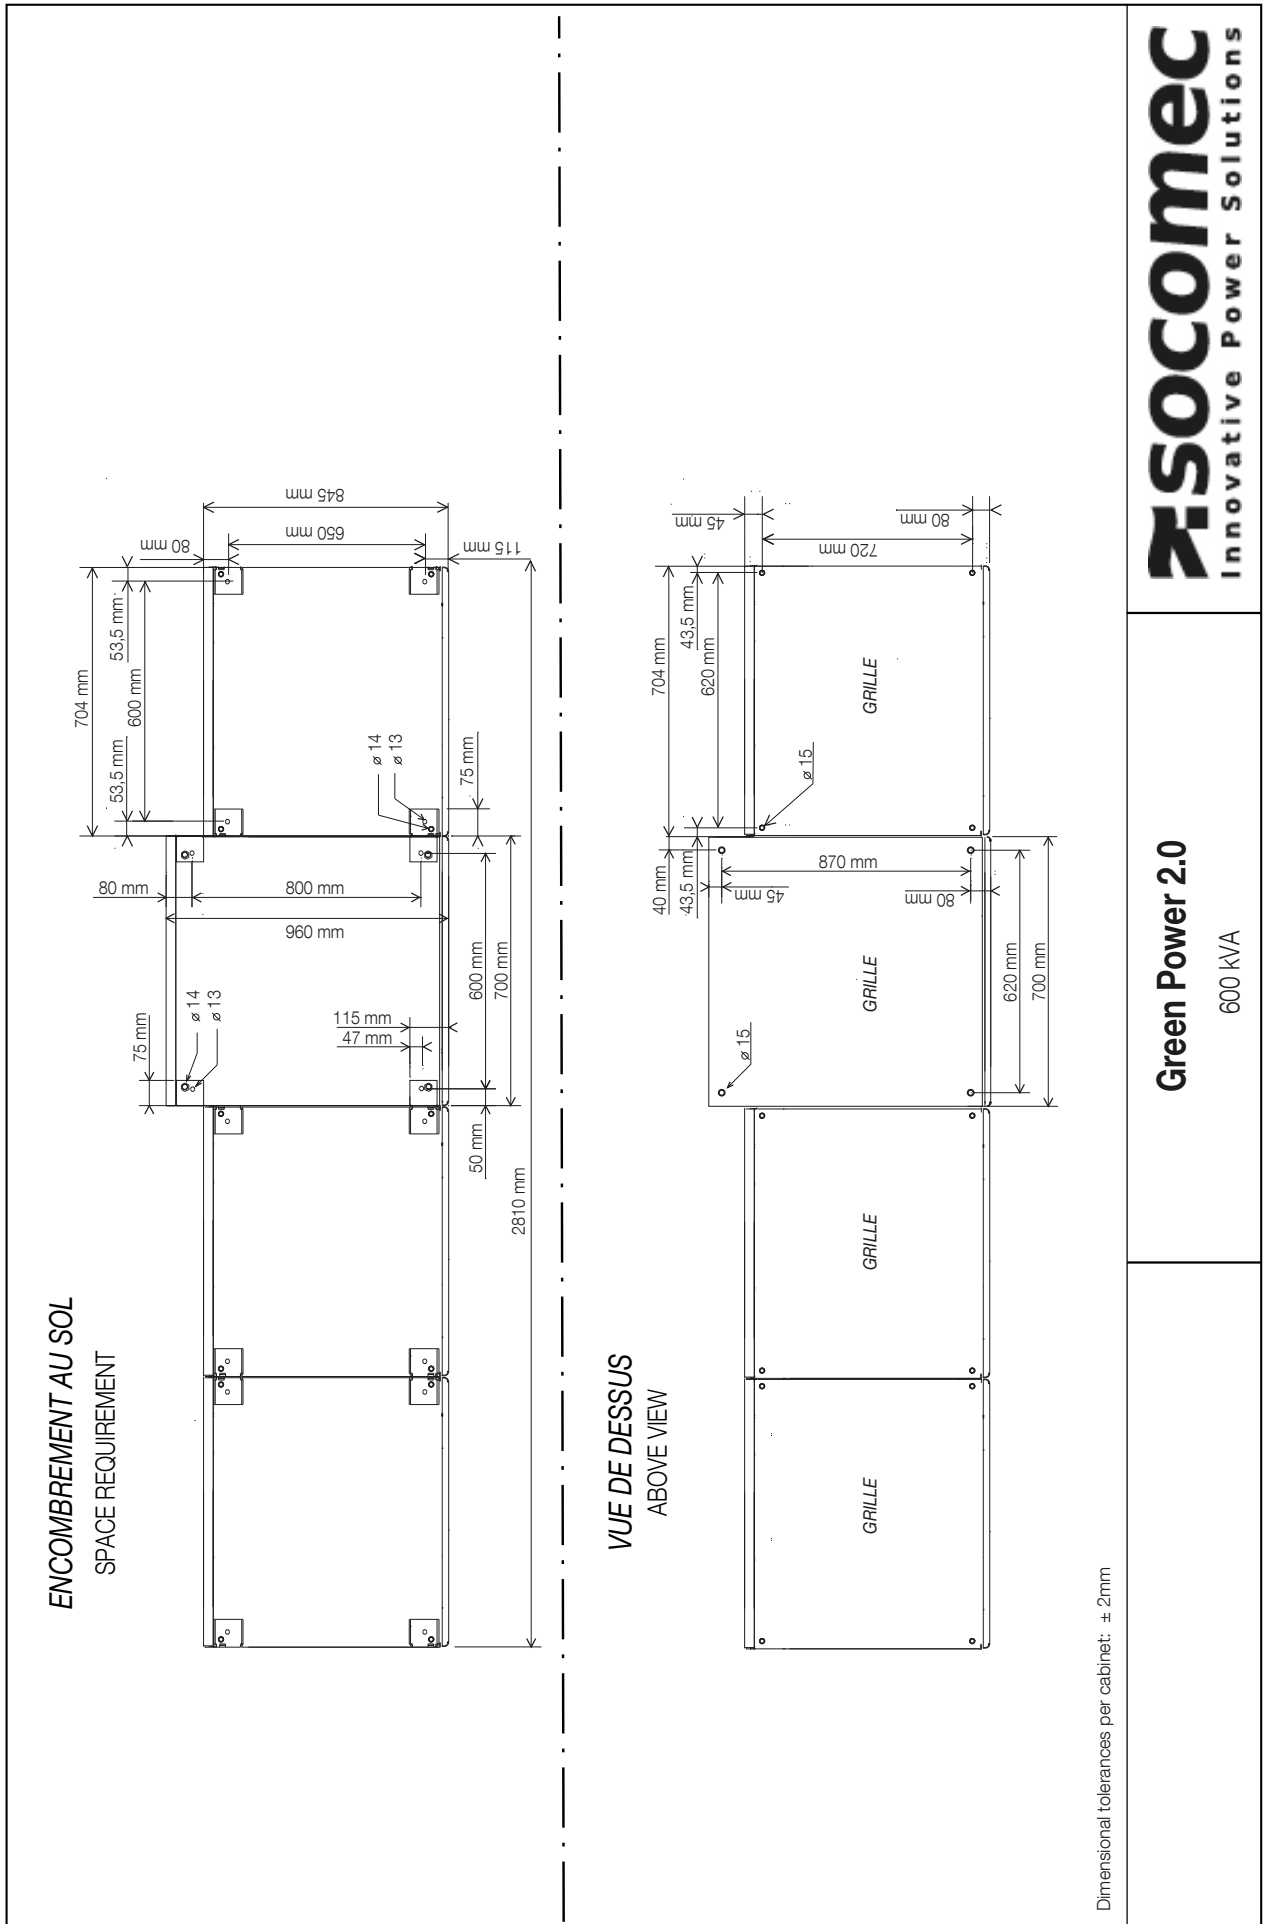 ENCOMBREMENT AU SOL
SPACE REQUIREMENT
704 mm
53,5 mm
600 mm
53,5 mm
80 mm
650 mm
845 mm
115 mm
ø 14
ø 13
75 mm
80 mm
800 mm
960 mm
75 mm
ø 14
ø 13
115 mm
47 mm
600 mm
700 mm
50 mm
2810 mm
VUE DE DESSUS
ABOVE VIEW
704 mm
43,5 mm
620 mm
45 mm
720 mm
80 mm
ø 15
GRILLE
40 mm
43,5 mm
45 mm
870 mm
80 mm
ø 15
GRILLE
620 mm
700 mm
GRILLE
GRILLE
Dimensional tolerances per cabinet: ± 2mm
Green Power 2.0
600 kVA
socomec
Innovative Power Solutions